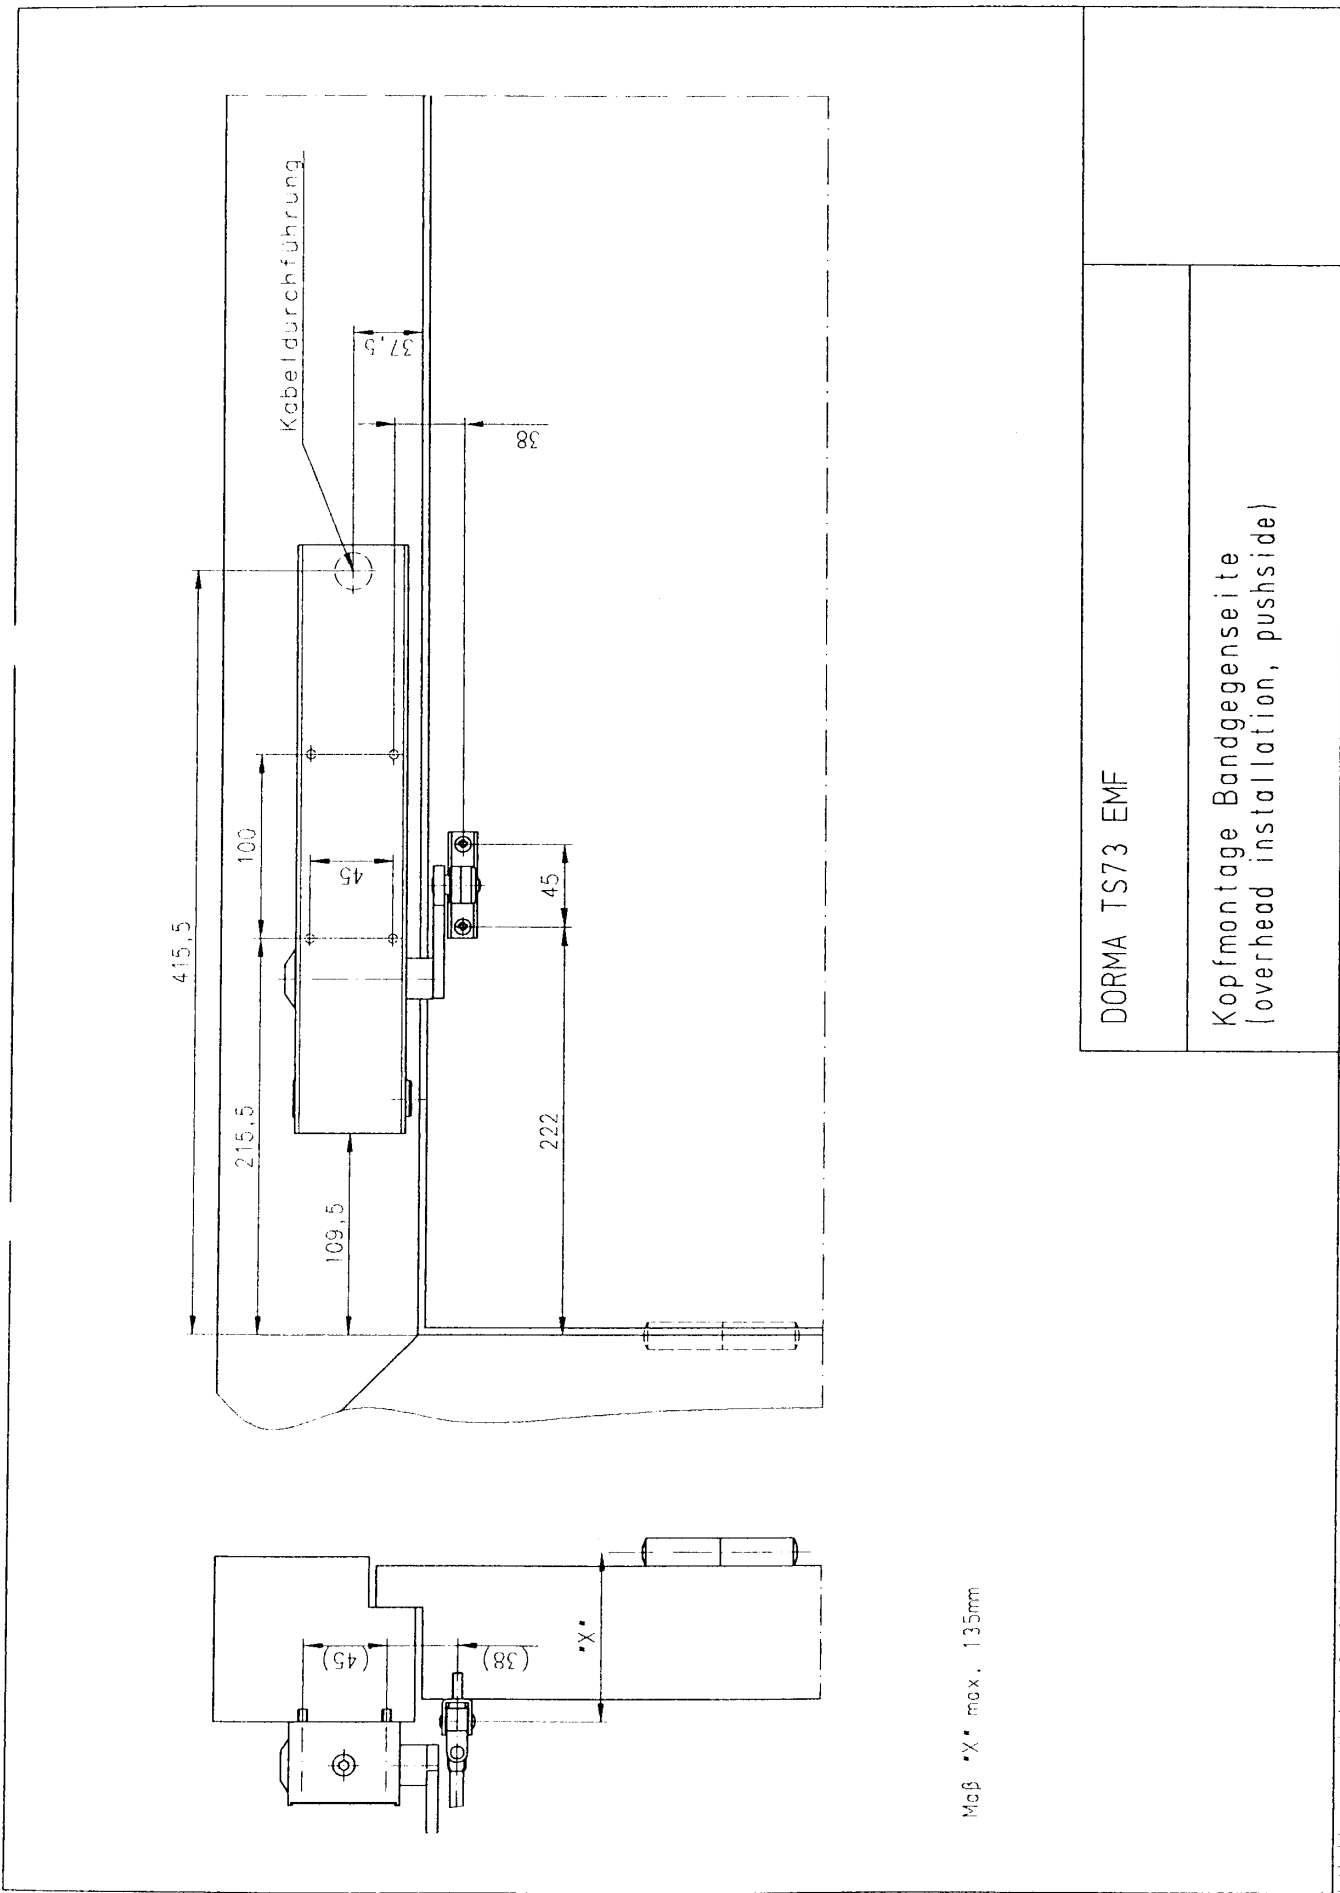 Kabeldurchführung
37,5
38
415,5
100
45
215,5
45
109,5
222
(45)
(38)
"X"
Maß "X" max. 135mm
DORMA TS73 EMF
Kopfmontage Bandgegenseite
(overhead installation, pushside)